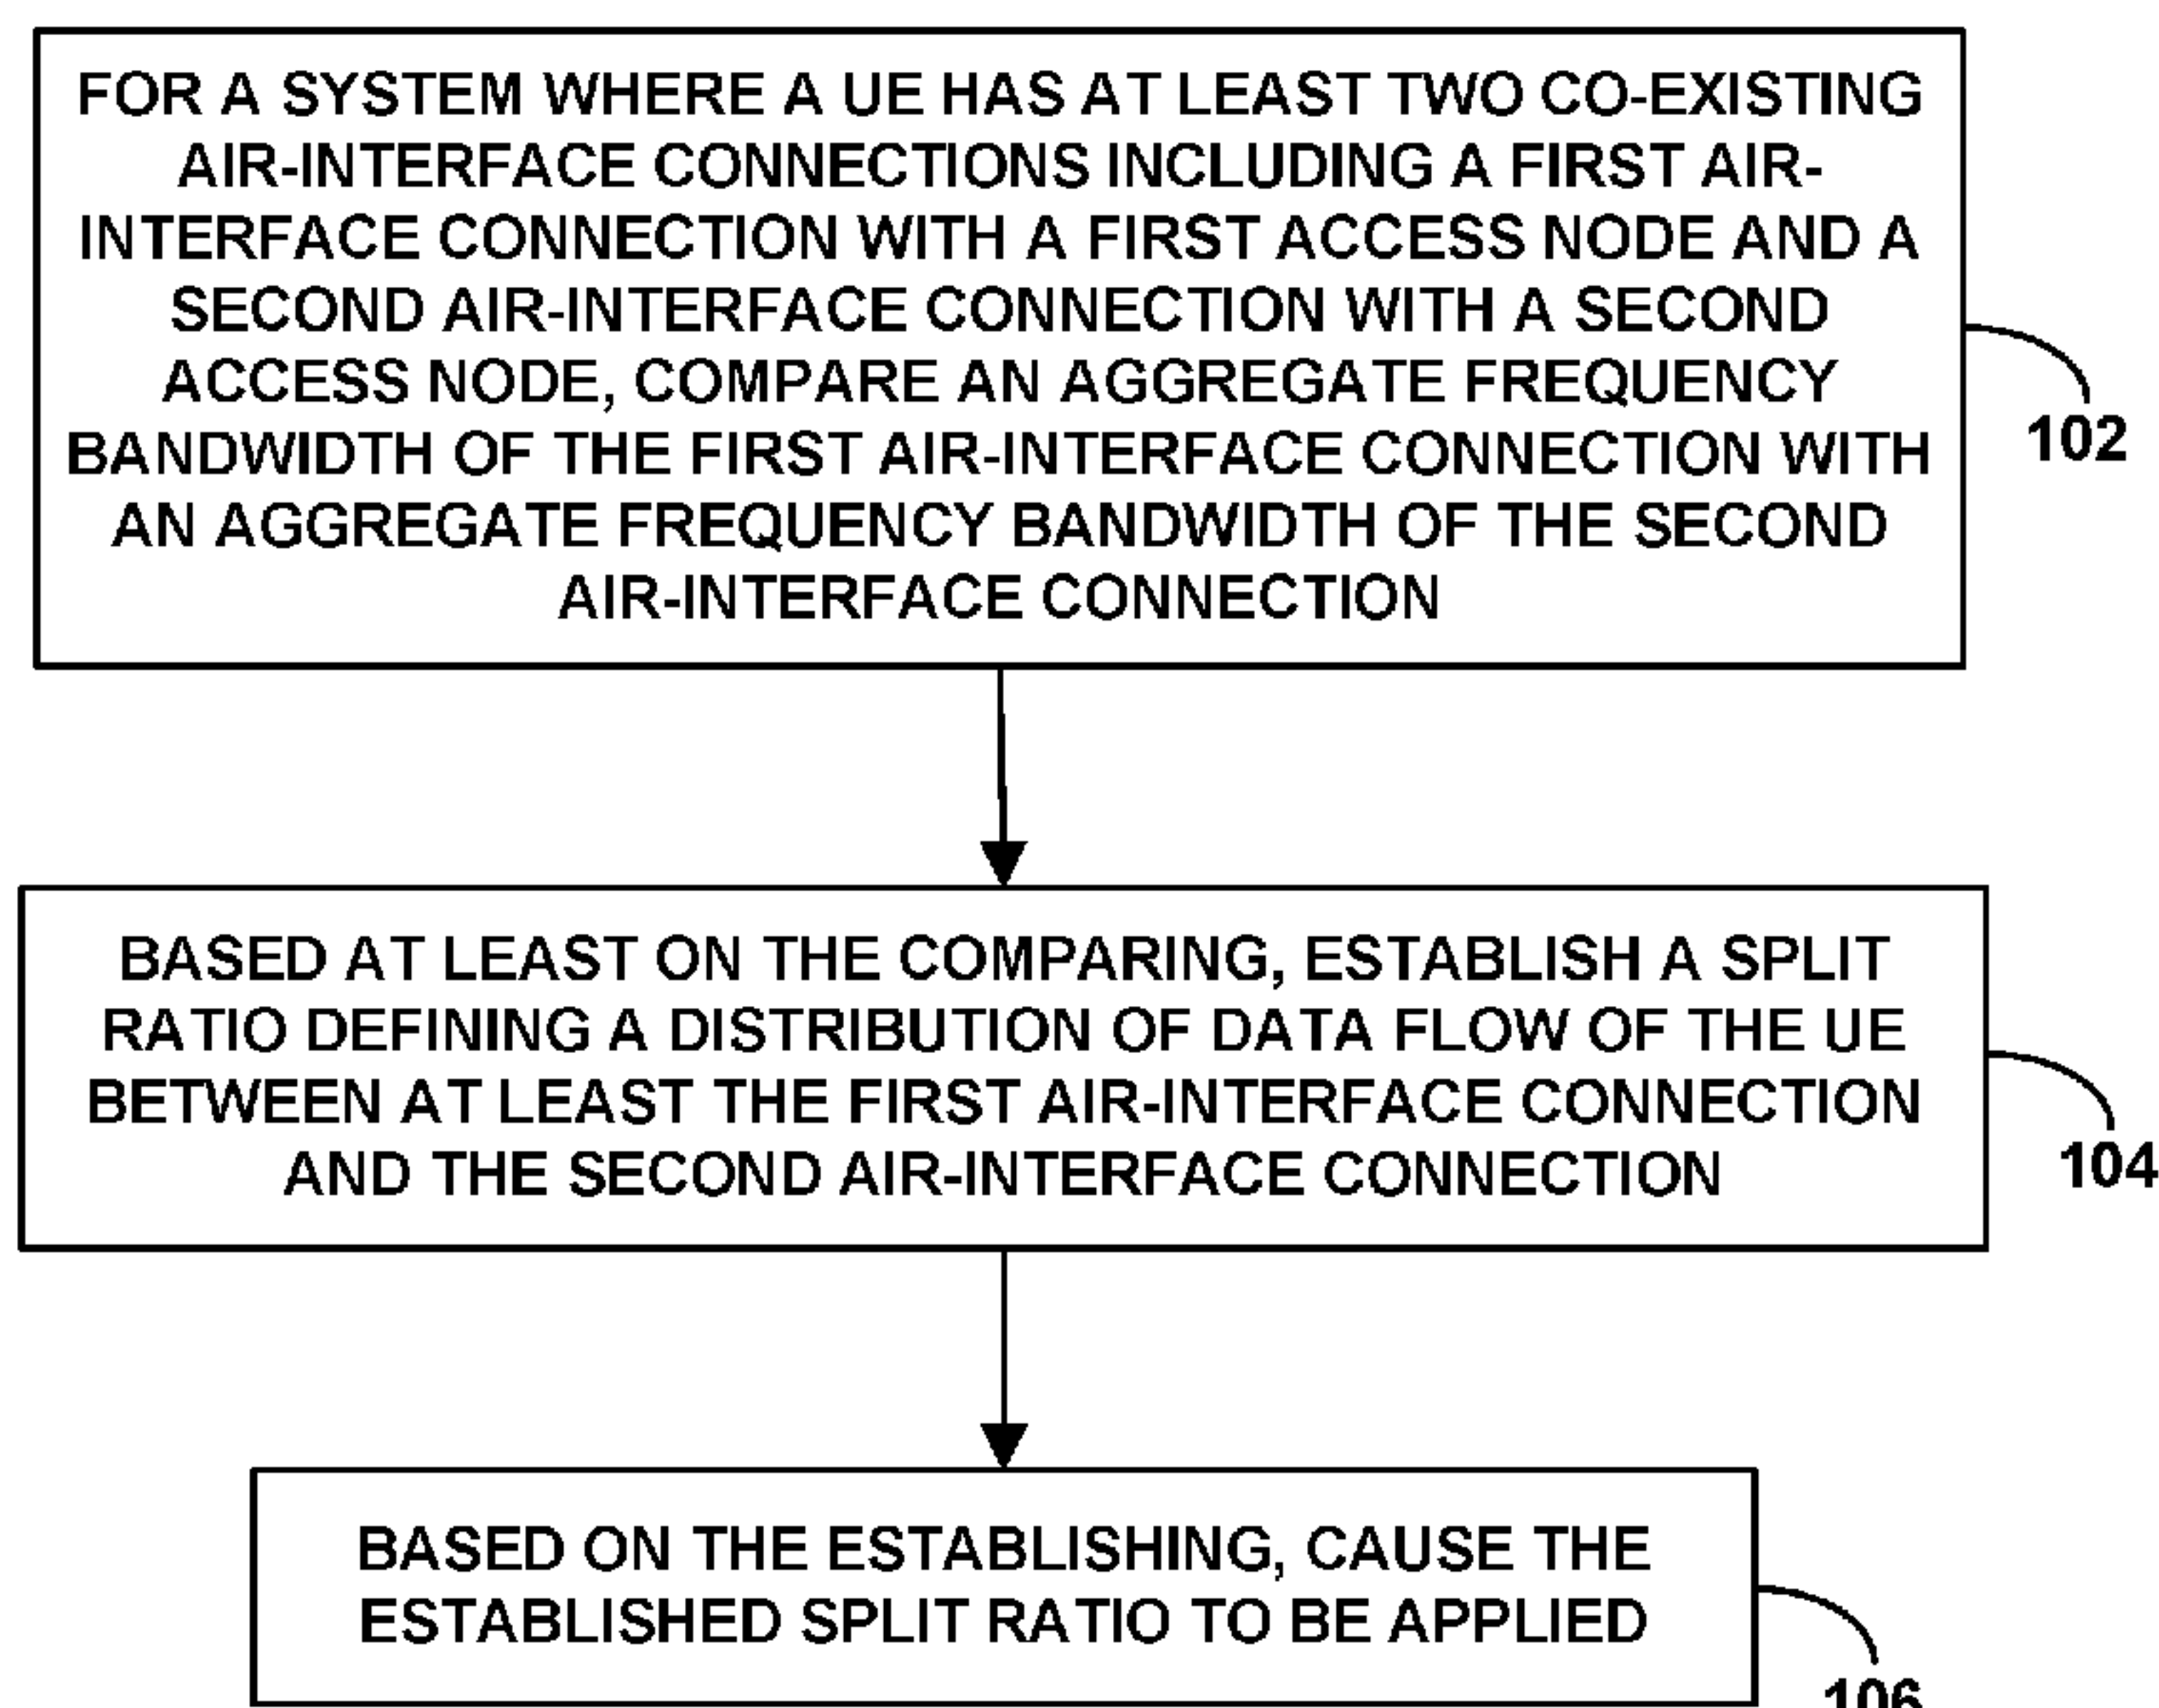 FOR A SYSTEM WHERE A UE HAS AT LEAST TWO CO-EXISTING
AIR-INTERFACE CONNECTIONS INCLUDING A FIRST AIR-
INTERFACE CONNECTION WITH A FIRST ACCESS NODE AND A
SECOND AIR-INTERFACE CONNECTION WITH A SECOND
ACCESS NODE, COMPARE AN AGGREGATE FREQUENCY
BANDWIDTH OF THE FIRST AIR-INTERFACE CONNECTION WITH
AN AGGREGATE FREQUENCY BANDWIDTH OF THE SECOND
AIR-INTERFACE CONNECTION
102
BASED AT LEAST ON THE COMPARING, ESTABLISH A SPLIT
RATIO DEFINING A DISTRIBUTION OF DATA FLOW OF THE UE
BETWEEN AT LEAST THE FIRST AIR-INTERFACE CONNECTION
AND THE SECOND AIR-INTERFACE CONNECTION
104
BASED ON THE ESTABLISHING, CAUSE THE
ESTABLISHED SPLIT RATIO TO BE APPLIED
106